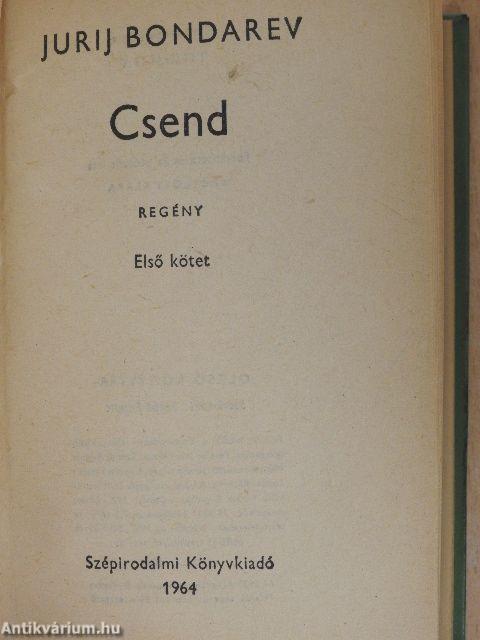 JURIJ BONDAREV
Csend
REGÉNY
Első kötet
Szépirodalmi Könyvkiadó
1964
Antikvárium.hu